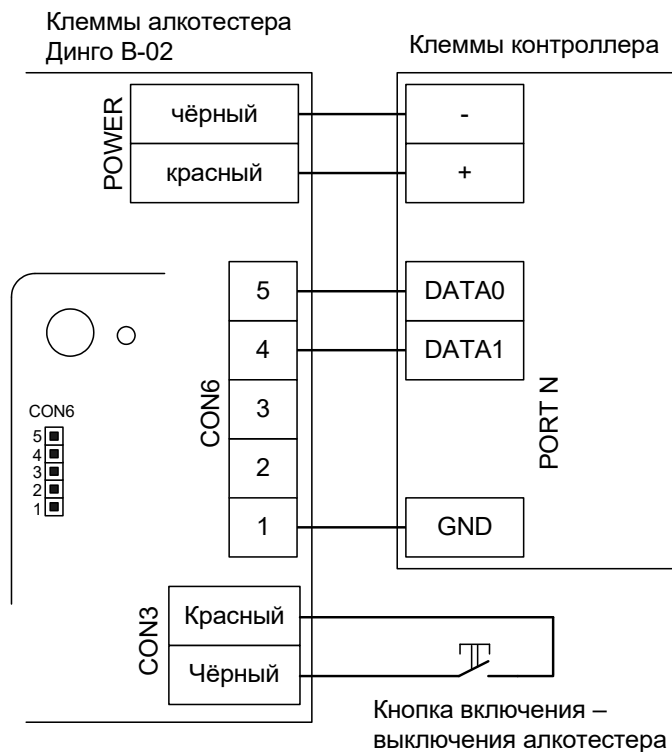 Клеммы алкотестера
Динго В-02
Клеммы контроллера
POWER
чёрный
-
красный
+
5
DATA0
4
DATA1
3
2
1
GND
CON6
PORT N
CON6
5
4
3
2
1
CON3
Красный
Чёрный
Кнопка включения –
выключения алкотестера